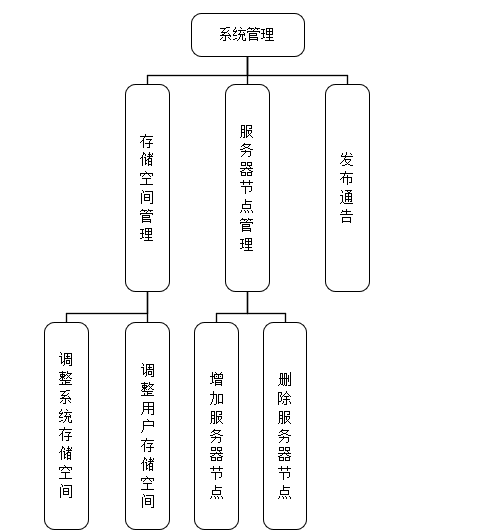 系统管理
存储空间管理
服务器节点管理
发布通告
调整系统存储空间
调整用户存储空间
增加服务器节点
删除服务器节点